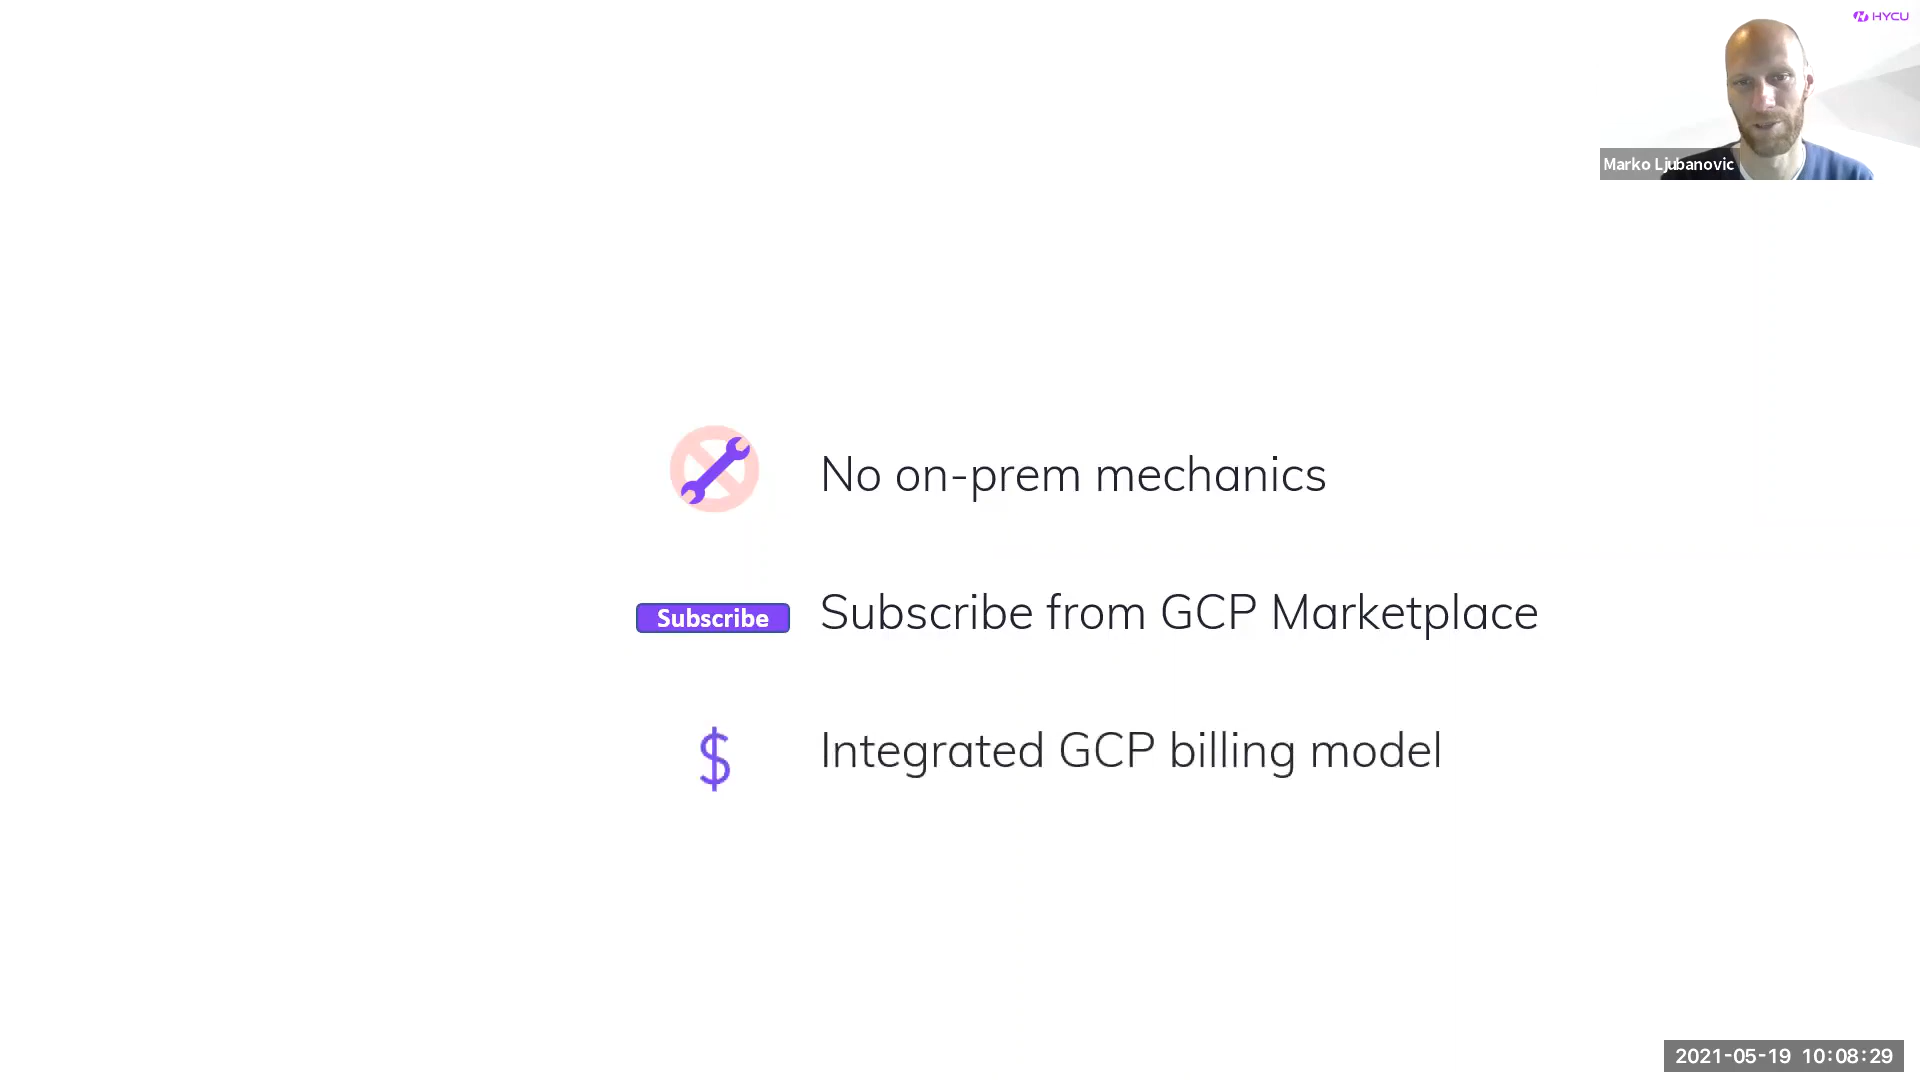 HYCU
Marko Ljubanovic
No on-prem mechanics
Subscribe Subscribe from GCP Marketplace
$ Integrated GCP billing model
2021-05-19 10:08:29